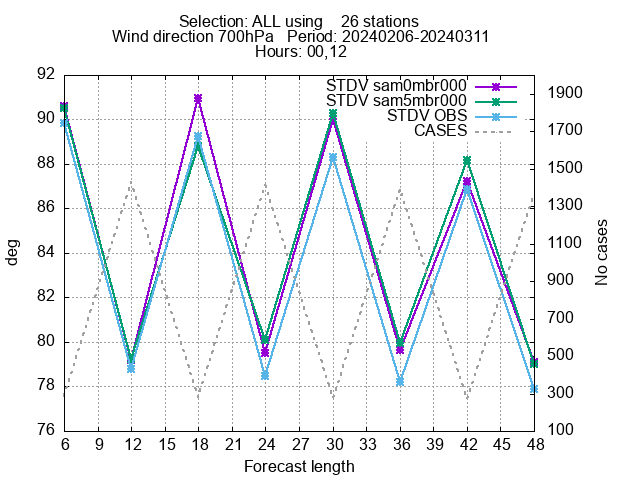 Selection: ALL using    26 stations
Wind direction 700hPa   Period: 20240206-20240311
Hours: 00,12
STDV sam0mbr000
STDV sam5mbr000
STDV OBS
CASES
92
90
88
86
84
82
80
78
76
deg
1900
1700
1500
1300
1100
900
700
500
300
100
No cases
6 9 12 15 18 21 24 27 30 33 36 39 42 45 48
Forecast length